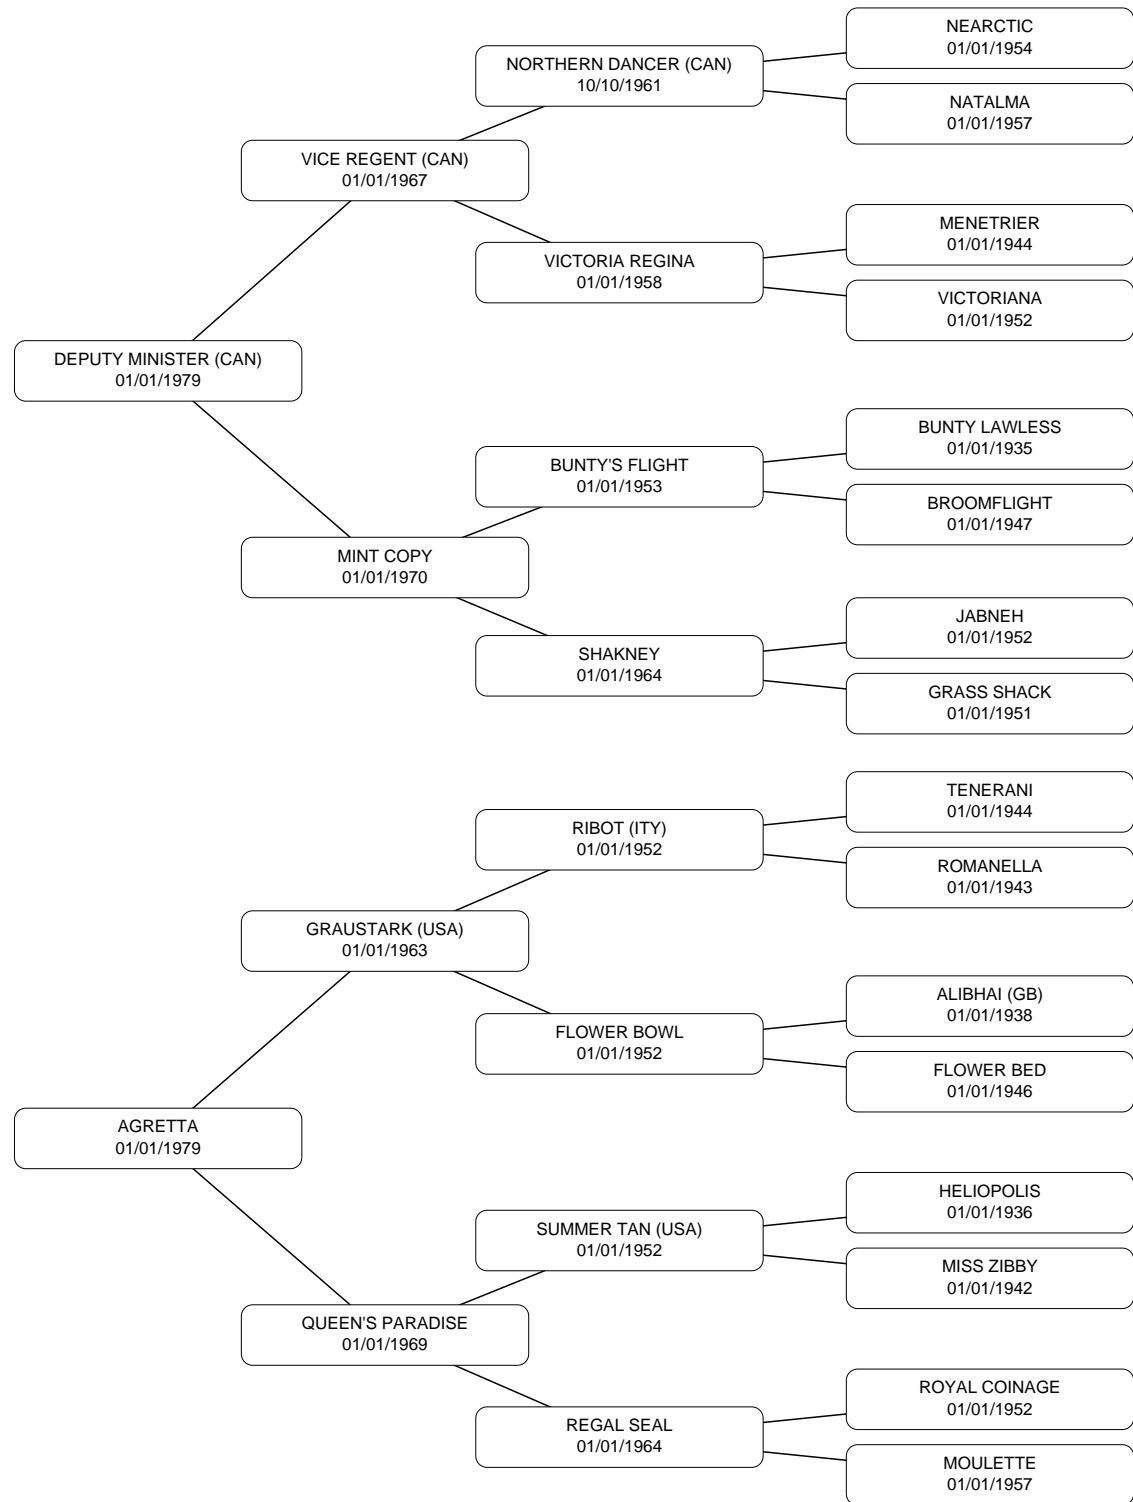 NEARCTIC
01/01/1954
NORTHERN DANCER (CAN)
10/10/1961
NATALMA
01/01/1957
VICE REGENT (CAN)
01/01/1967
MENETRIER
01/01/1944
VICTORIA REGINA
01/01/1958
VICTORIANA
01/01/1952
DEPUTY MINISTER (CAN)
01/01/1979
BUNTY LAWLESS
01/01/1935
BUNTY'S FLIGHT
01/01/1953
BROOMFLIGHT
01/01/1947
MINT COPY
01/01/1970
JABNEH
01/01/1952
SHAKNEY
01/01/1964
GRASS SHACK
01/01/1951
TENERANI
01/01/1944
RIBOT (ITY)
01/01/1952
ROMANELLA
01/01/1943
GRAUSTARK (USA)
01/01/1963
ALIBHAI (GB)
01/01/1938
FLOWER BOWL
01/01/1952
FLOWER BED
01/01/1946
AGRETTA
01/01/1979
HELIOPOLIS
01/01/1936
SUMMER TAN (USA)
01/01/1952
MISS ZIBBY
01/01/1942
QUEEN'S PARADISE
01/01/1969
ROYAL COINAGE
01/01/1952
REGAL SEAL
01/01/1964
MOULETTE
01/01/1957